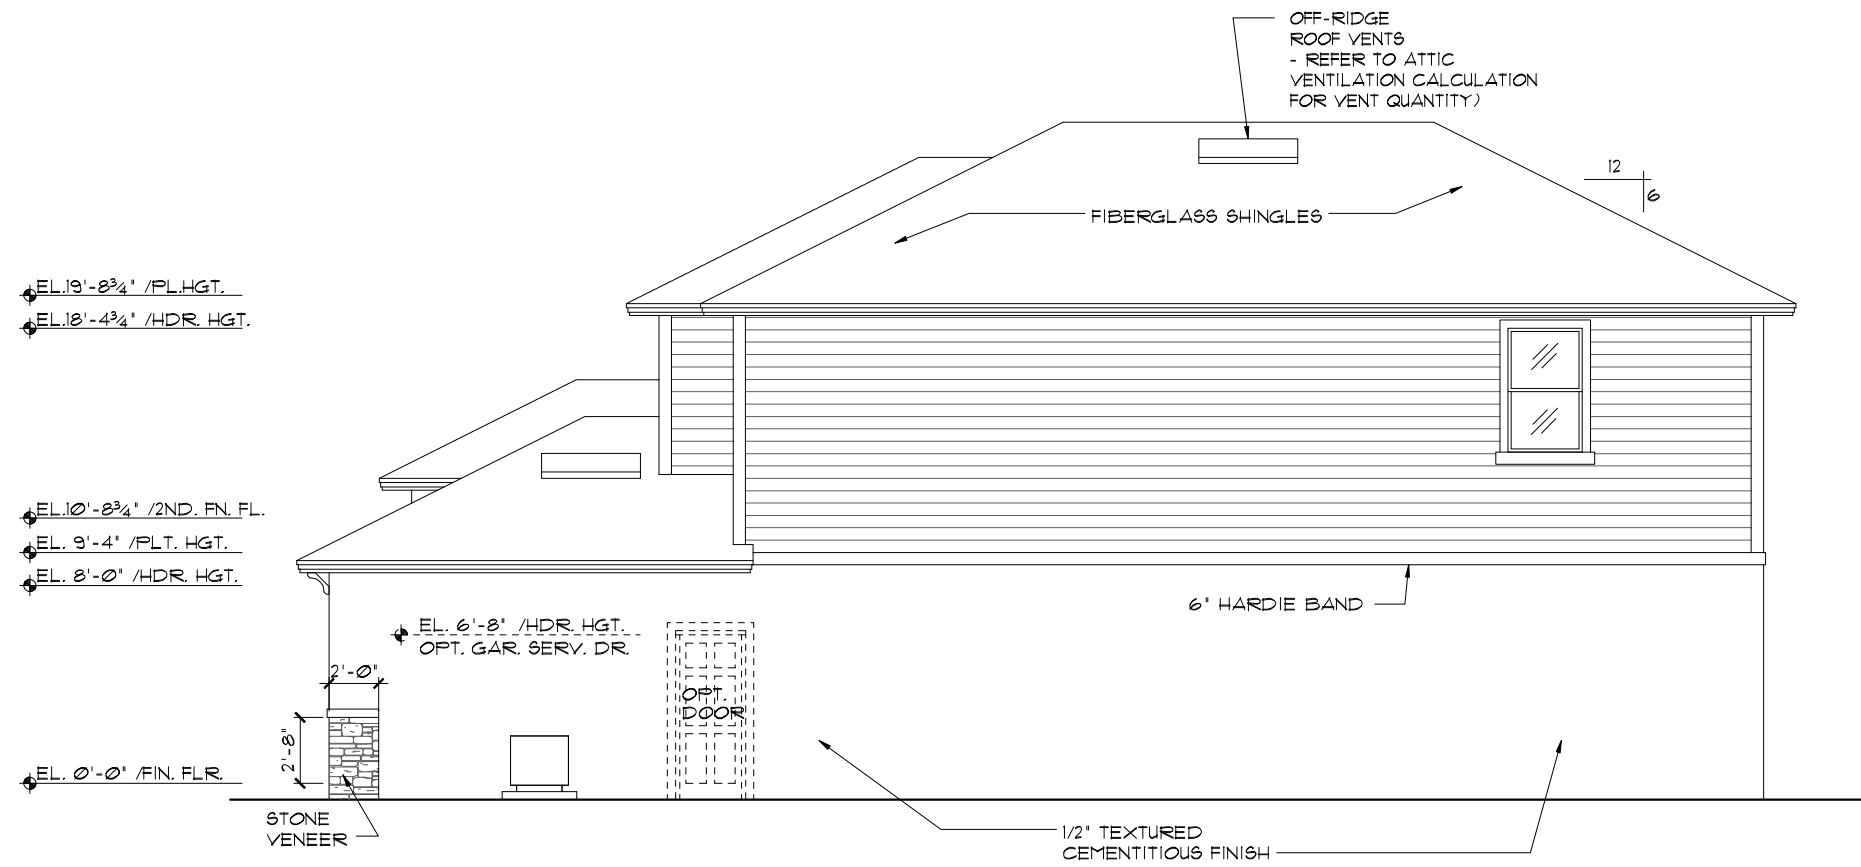 OFF-RIDGE
ROOF VENTS
- REFER TO ATTIC
VENTILATION CALCULATION
FOR VENT QUANTITY)
12
6
FIBERGLASS SHINGLES
EL.19'-8¾" /PL.HGT.
EL.18'-4¾" /HDR. HGT.
EL.10'-8¾" /2ND. FN. FL.
EL. 9'-4" /PLT. HGT.
EL. 8'-0" /HDR. HGT.
6" HARDIE BAND
EL. 6'-8" /HDR. HGT.
OPT. GAR. SERV. DR.
2'-0"
OPT.
DOOR
2'-8"
EL. 0'-0" /FIN. FLR.
STONE
VENEER
1/2" TEXTURED
CEMENTITIOUS FINISH